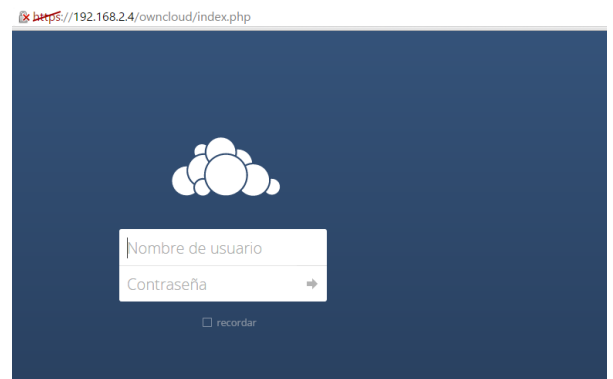 https://192.168.2.4/owncloud/index.php
Nombre de usuario
Contraseña
recordar